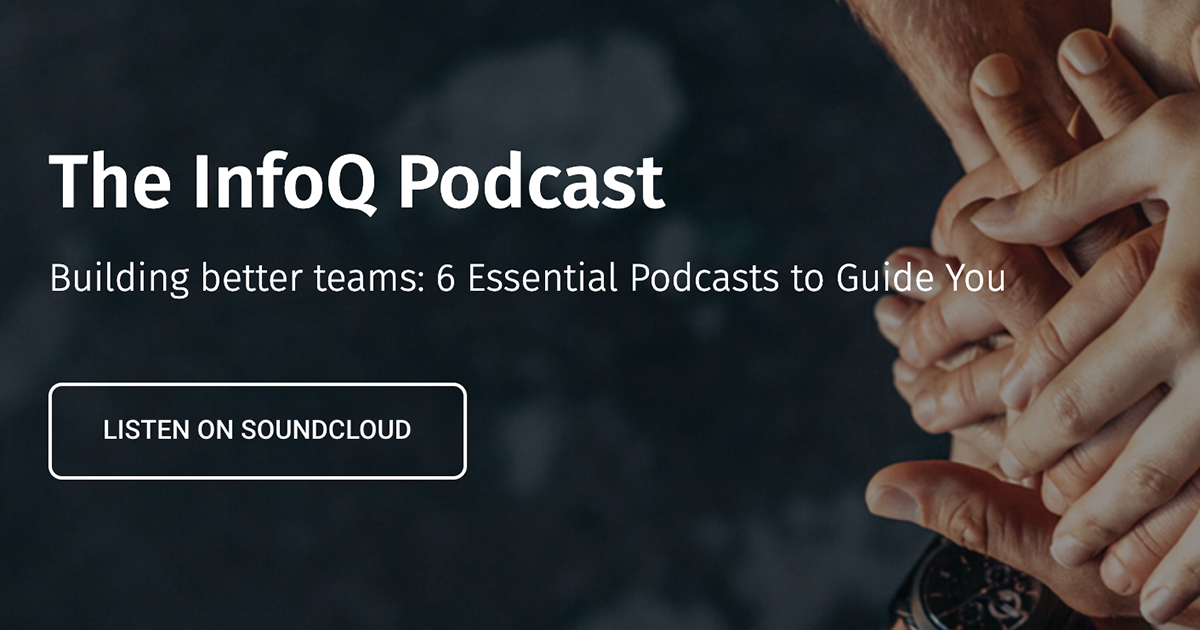 The InfoQ Podcast
Building better teams: 6 Essential Podcasts to Guide You
LISTEN ON SOUNDCLOUD